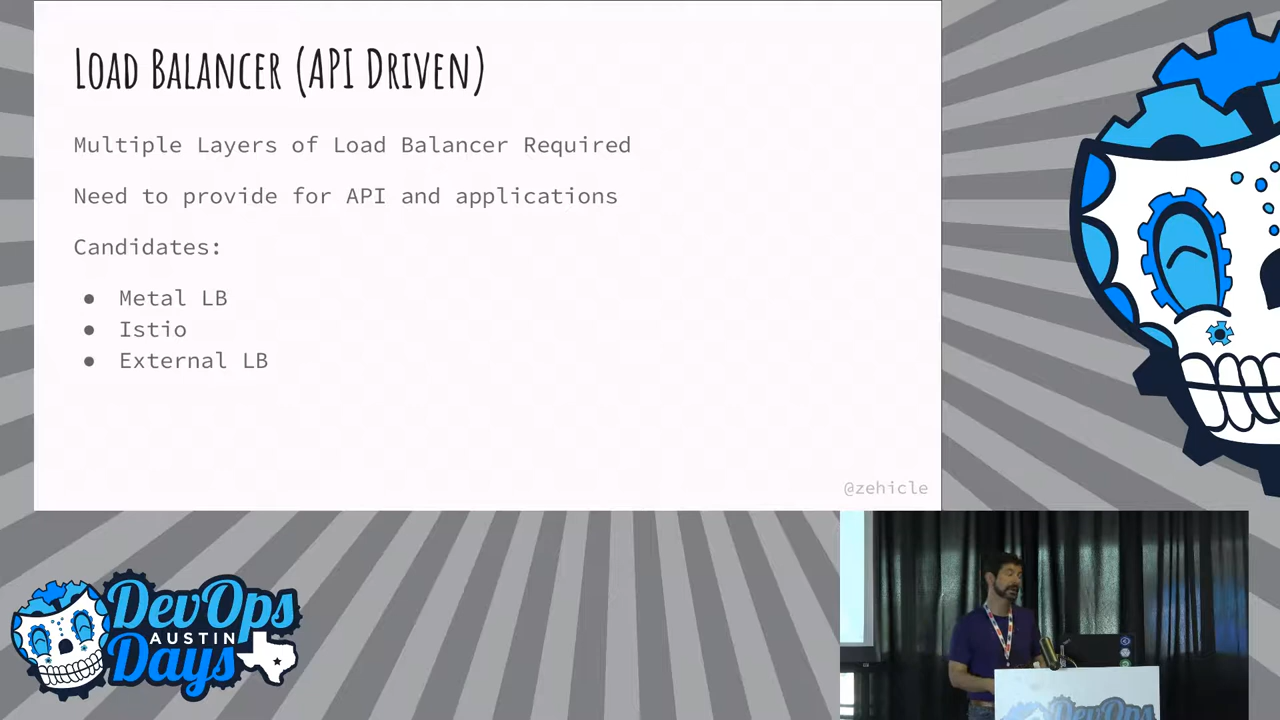 LOAD BALANCER (API DRIVEN)
Multiple Layers of Load Balancer Required
Need to provide for API and applications
Candidates:
● Metal LB
● Istio
● External LB
@zehicle
DevOps
AUSTIN
Days
DevOps